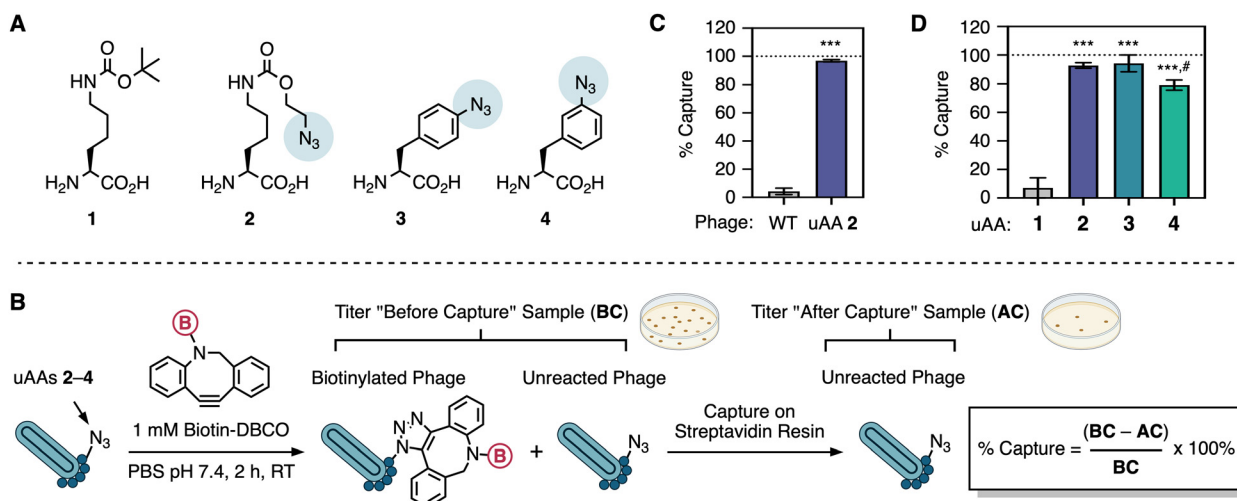 A
HN
O
O
H2N
CO2H
1
HN
O
O
N3
H2N
CO2H
2
N3
H2N
CO2H
3
N3
H2N
CO2H
4
C
% Capture
120
100
80
60
40
20
0
***
Phage: WT uAA 2
D
% Capture
120
100
80
60
40
20
0
***
***
***,#
uAA: 1 2 3 4
B
uAAs 2–4
N3
B
N
1 mM Biotin-DBCO
PBS pH 7.4, 2 h, RT
Titer "Before Capture" Sample (BC)
Biotinylated Phage
N
N
N
N
B
+
Unreacted Phage
N3
Capture on
Streptavidin Resin
Titer "After Capture" Sample (AC)
Unreacted Phage
N3
% Capture = (BC – AC) x 100%
BC